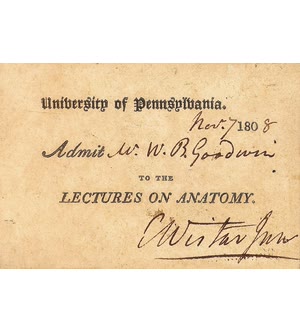 University of Pennsylvania.
Nov. 7 1808
Admit Mr. W. B. Goodwin
TO THE
LECTURES ON ANATOMY.
C Wistar Junr